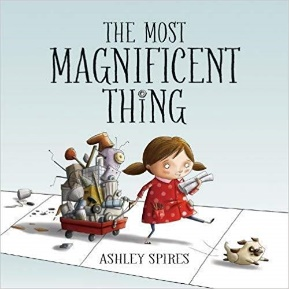 THE MOST
MAGNIFICENT
THING
ASHLEY SPIRES